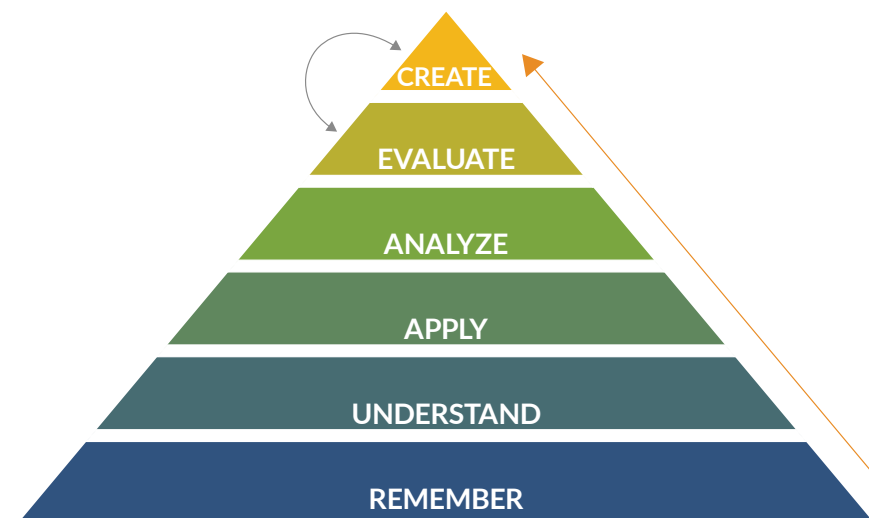 CREATE
EVALUATE
ANALYZE
APPLY
UNDERSTAND
REMEMBER